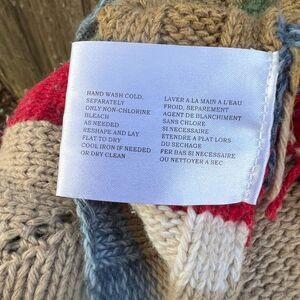 HAND WASH COLD,
SEPARATELY
ONLY NON-CHLORINE
BLEACH
AS NEEDED
RESHAPE AND LAY
FLAT TO DRY
COOL IRON IF NEEDED
OR DRY CLEAN
LAVER A LA MAIN A L'EAU
FROID, SEPAREMENT
AGENT DE BLANCHIMENT
SANS CHLORE
SI NECESSAIRE
ETENDRE A PLAT LORS
DU SECHAGE
FER BAS SI NECESSAIRE
OU NETTOYER A SEC